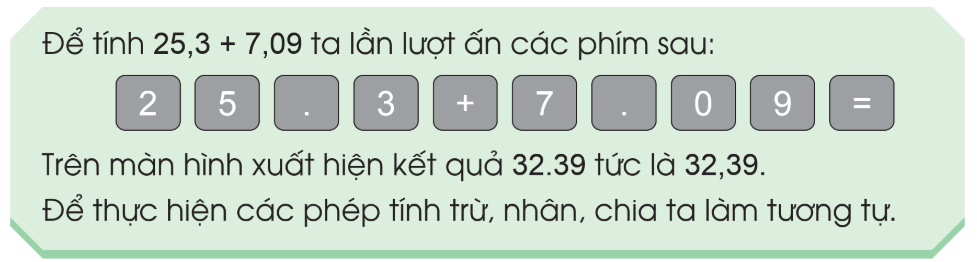 Để tính 25,3 + 7,09 ta lần lượt ấn các phím sau:
2 5 . 3 + 7 . 0 9 =
Trên màn hình xuất hiện kết quả 32.39 tức là 32,39.
Để thực hiện các phép tính trừ, nhân, chia ta làm tương tự.